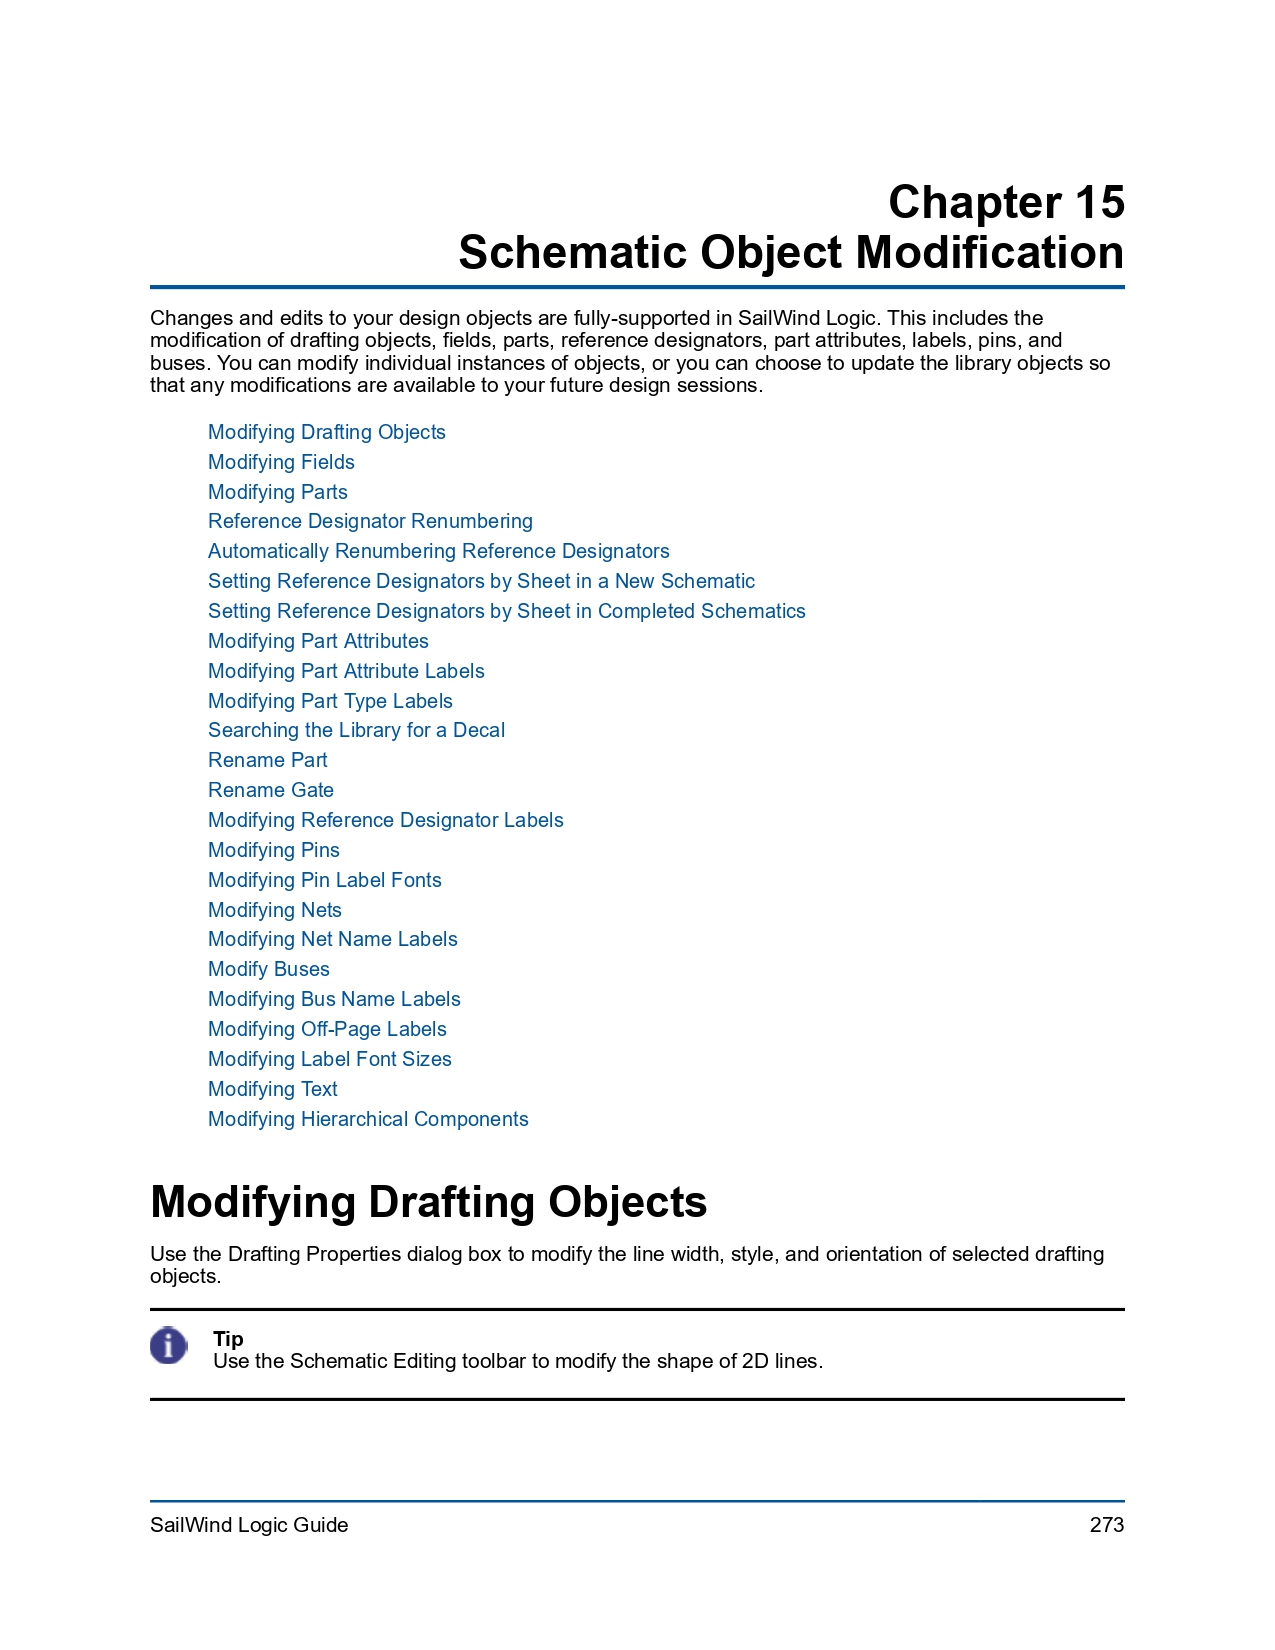 Chapter 15
Schematic Object Modification
Changes and edits to your design objects are fully-supported in SailWind Logic. This includes the
modification of drafting objects, fields, parts, reference designators, part attributes, labels, pins, and
buses. You can modify individual instances of objects, or you can choose to update the library objects so
that any modifications are available to your future design sessions.
Modifying Drafting Objects
Modifying Fields
Modifying Parts
Reference Designator Renumbering
Automatically Renumbering Reference Designators
Setting Reference Designators by Sheet in a New Schematic
Setting Reference Designators by Sheet in Completed Schematics
Modifying Part Attributes
Modifying Part Attribute Labels
Modifying Part Type Labels
Searching the Library for a Decal
Rename Part
Rename Gate
Modifying Reference Designator Labels
Modifying Pins
Modifying Pin Label Fonts
Modifying Nets
Modifying Net Name Labels
Modify Buses
Modifying Bus Name Labels
Modifying Off-Page Labels
Modifying Label Font Sizes
Modifying Text
Modifying Hierarchical Components
Modifying Drafting Objects
Use the Drafting Properties dialog box to modify the line width, style, and orientation of selected drafting
objects.
Tip
Use the Schematic Editing toolbar to modify the shape of 2D lines.
SailWind Logic Guide 273